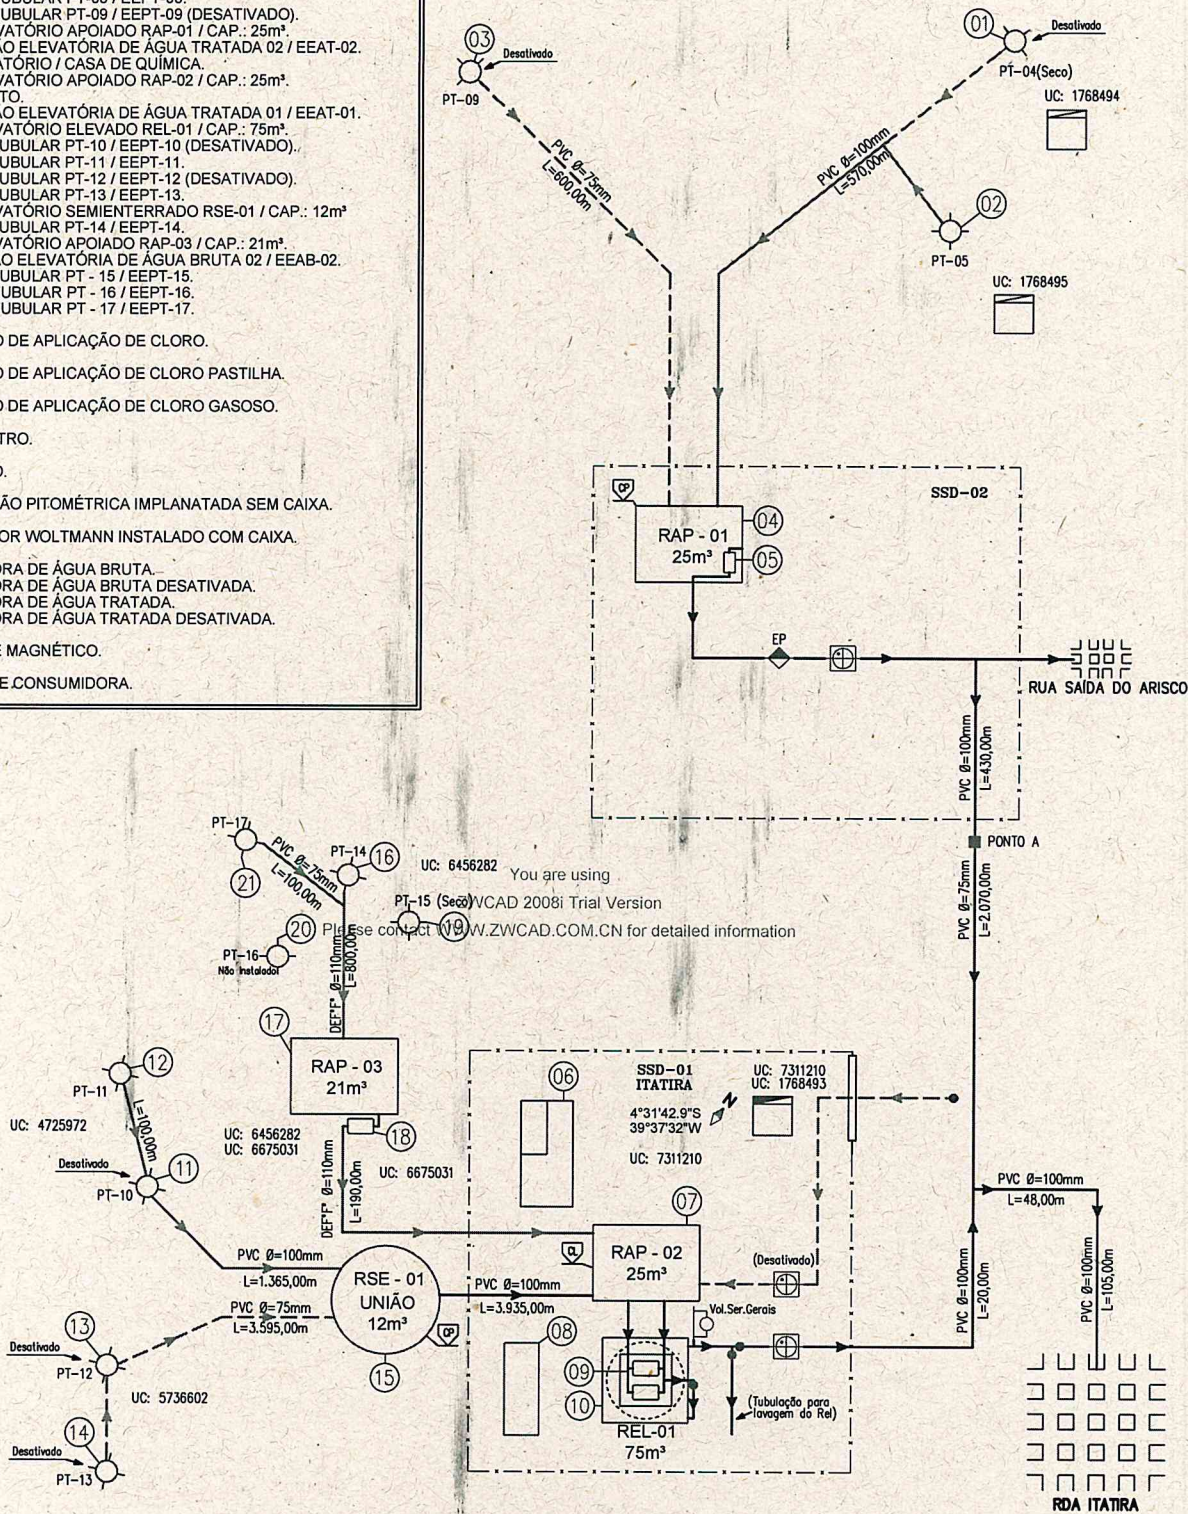 UBULAR PT-09 / EEPT-09 (DESATIVADO).
VATÓRIO APOIADO RAP-01 / CAP.: 25m³.
ÃO ELEVATÓRIA DE ÁGUA TRATADA 02 / EEAT-02.
ATÓRIO / CASA DE QUÍMICA.
VATÓRIO APOIADO RAP-02 / CAP.: 25m³.
TO.
ÃO ELEVATÓRIA DE ÁGUA TRATADA 01 / EEAT-01.
VATÓRIO ELEVADO REL-01 / CAP.: 75m³.
UBULAR PT-10 / EEPT-10 (DESATIVADO).
UBULAR PT-11 / EEPT-11.
UBULAR PT-12 / EEPT-12 (DESATIVADO).
UBULAR PT-13 / EEPT-13.
VATÓRIO SEMIENTERRADO RSE-01 / CAP.: 12m³
UBULAR PT-14 / EEPT-14.
VATÓRIO APOIADO RAP-03 / CAP.: 21m³.
ÃO ELEVATÓRIA DE ÁGUA BRUTA 02 / EEAB-02.
UBULAR PT - 15 / EEPT-15.
UBULAR PT - 16 / EEPT-16.
UBULAR PT - 17 / EEPT-17.
O DE APLICAÇÃO DE CLORO.
O DE APLICAÇÃO DE CLORO PASTILHA.
O DE APLICAÇÃO DE CLORO GASOSO.
TRO.
O.
ÃO PITOMÉTRICA IMPLANATADA SEM CAIXA.
OR WOLTMANN INSTALADO COM CAIXA.
ORA DE ÁGUA BRUTA.
ORA DE ÁGUA BRUTA DESATIVADA.
ORA DE ÁGUA TRATADA.
ORA DE ÁGUA TRATADA DESATIVADA.
E MAGNÉTICO.
E CONSUMIDORA.
03
Desativado
PT-09
01
Desativado
PT-04(Seco)
UC: 1768494
PVC Ø=75mm
L=600,00m
PVC Ø=100mm
L=570,00m
02
PT-05
UC: 1768495
SSD-02
CP
RAP - 01
25m³
04
05
EP
RUA SAÍDA DO ARISCO
PVC Ø=100mm
L=430,00m
PONTO A
PVC Ø=75mm
L=2.070,00m
PT-17
21
PVC Ø=75mm
L=100,00m
PT-14
16
UC: 6456282
You are using
PT-15 (Seco)
19
ZWCAD 2008i Trial Version
Please contact WWW.ZWCAD.COM.CN for detailed information
20
PT-16
Não Instalado
DEF°F° Ø=110mm
L=800,00m
17
RAP - 03
21m³
18
UC: 6456282
UC: 6675031
UC: 6675031
DEF°F° Ø=110mm
L=190,00m
12
PT-11
UC: 4725972
L=100,00m
Desativado
11
PT-10
PVC Ø=100mm
L=1.365,00m
PVC Ø=75mm
L=3.595,00m
RSE - 01
UNIÃO
12m³
CP
15
PVC Ø=100mm
L=3.935,00m
13
Desativado
PT-12
UC: 5736602
14
Desativado
PT-13
06
SSD-01
ITATIRA
4°31'42.9"S
39°37'32"W
N
UC: 7311210
UC: 7311210
UC: 1768493
07
CL
RAP - 02
25m³
(Desativado)
Vol.Ser.Gerais
08
09
10
REL-01
75m³
(Tubulação para
lavagem do Rel)
PVC Ø=100mm
L=20,00m
PVC Ø=100mm
L=48,00m
PVC Ø=100mm
L=105,00m
RDA ITATIRA